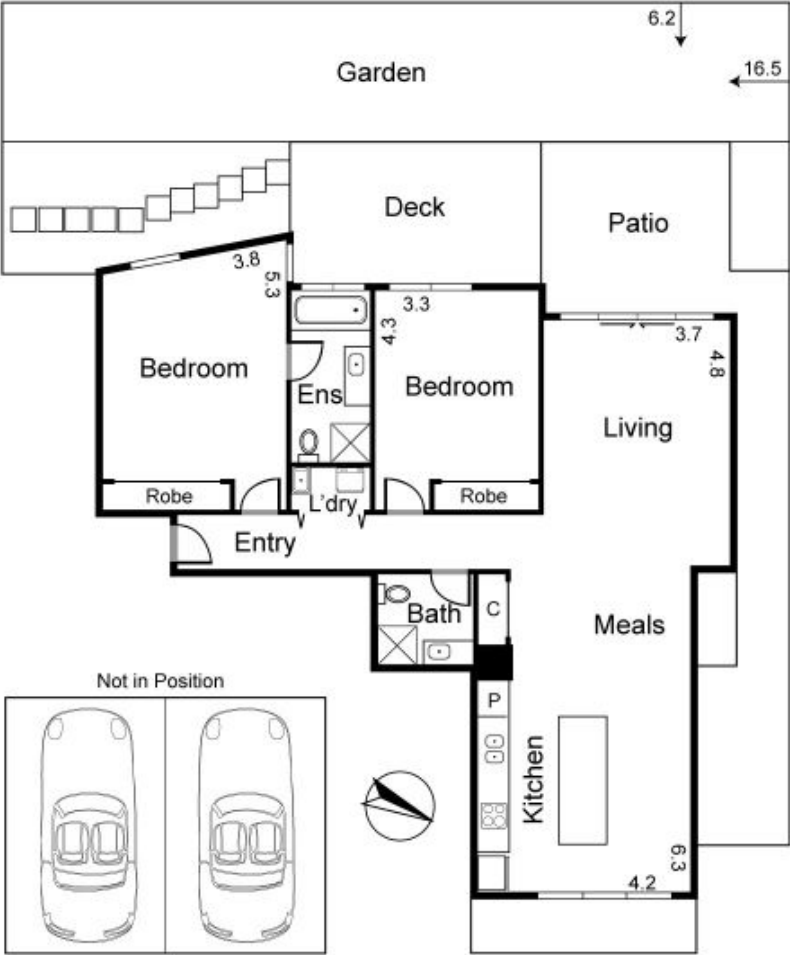 6.2
16.5
Garden
Deck
Patio
3.8
5.3
3.3
4.3
3.7
4.8
Bedroom
Ens
Bedroom
Living
Robe
L'dry
Robe
Entry
Bath
C
Meals
Not in Position
P
Kitchen
6.3
4.2